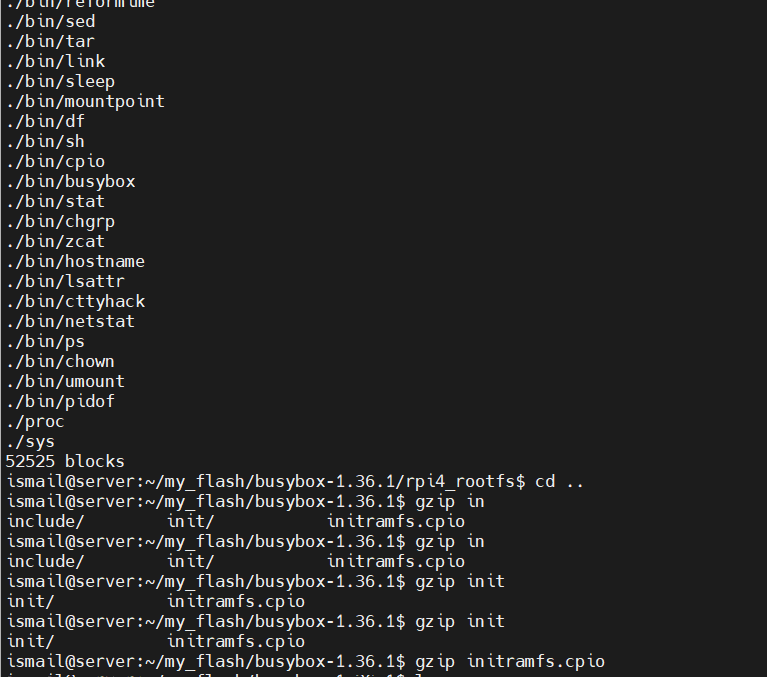 ./bin/reformime
./bin/sed
./bin/tar
./bin/link
./bin/sleep
./bin/mountpoint
./bin/df
./bin/sh
./bin/cpio
./bin/busybox
./bin/stat
./bin/chgrp
./bin/zcat
./bin/hostname
./bin/lsattr
./bin/cttyhack
./bin/netstat
./bin/ps
./bin/chown
./bin/umount
./bin/pidof
./proc
./sys
52525 blocks
ismail@server:~/my_flash/busybox-1.36.1/rpi4_rootfs$ cd ..
ismail@server:~/my_flash/busybox-1.36.1$ gzip in
include/ init/ initramfs.cpio
ismail@server:~/my_flash/busybox-1.36.1$ gzip in
include/ init/ initramfs.cpio
ismail@server:~/my_flash/busybox-1.36.1$ gzip init
init/ initramfs.cpio
ismail@server:~/my_flash/busybox-1.36.1$ gzip init
init/ initramfs.cpio
ismail@server:~/my_flash/busybox-1.36.1$ gzip initramfs.cpio